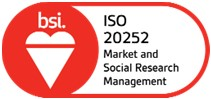 bsi.
ISO
20252
Market and
Social Research
Management